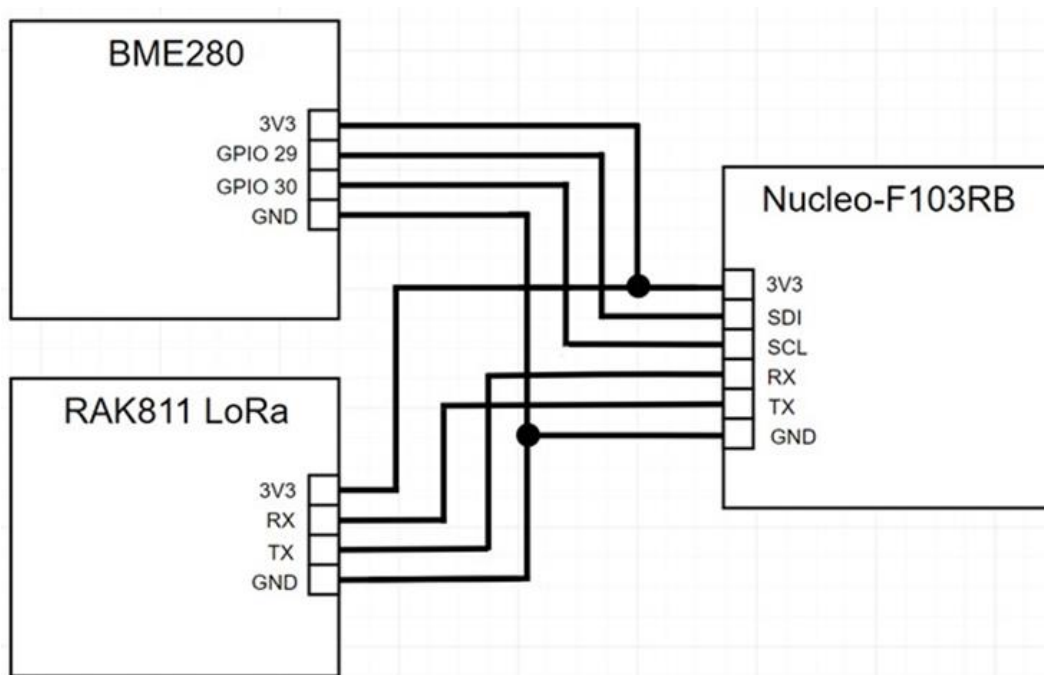 BME280
3V3
GPIO 29
GPIO 30
GND
Nucleo-F103RB
3V3
SDI
SCL
RX
TX
GND
RAK811 LoRa
3V3
RX
TX
GND